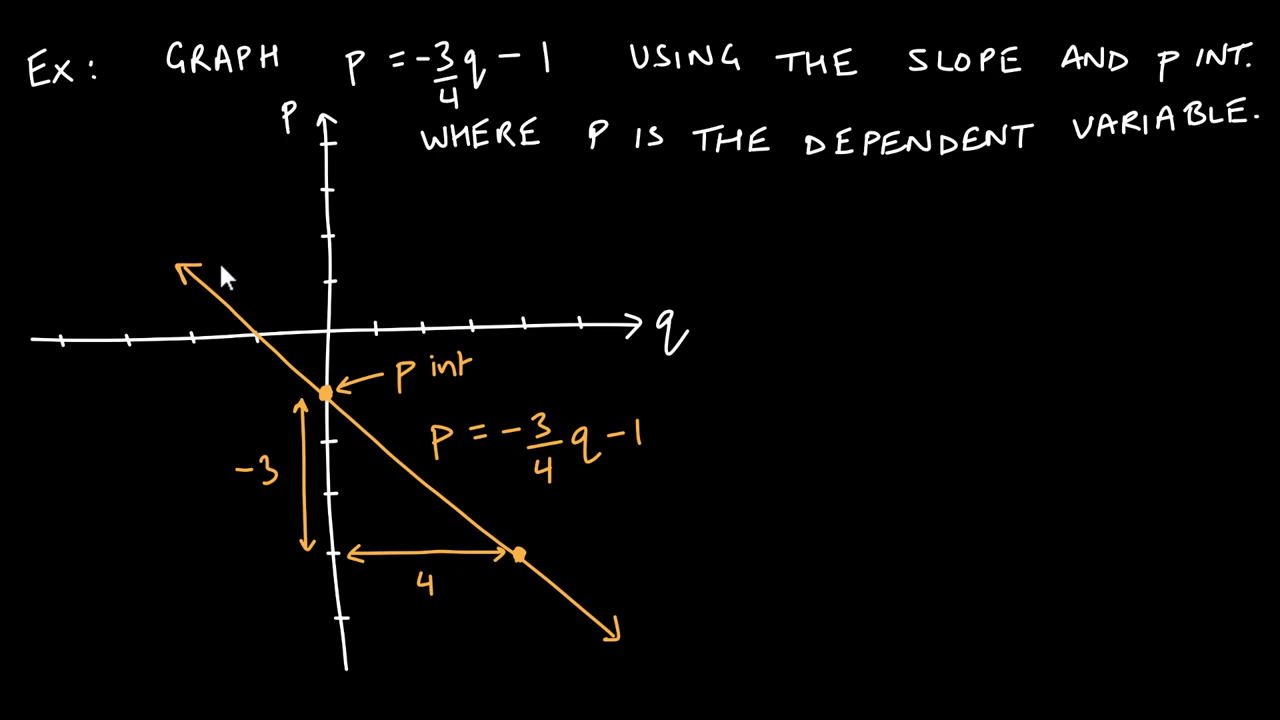 Ex: GRAPH P = -3/4 q - 1 USING THE SLOPE AND P INT.
WHERE P IS THE DEPENDENT VARIABLE.
P
q
P int
P = -3/4 q - 1
-3
4